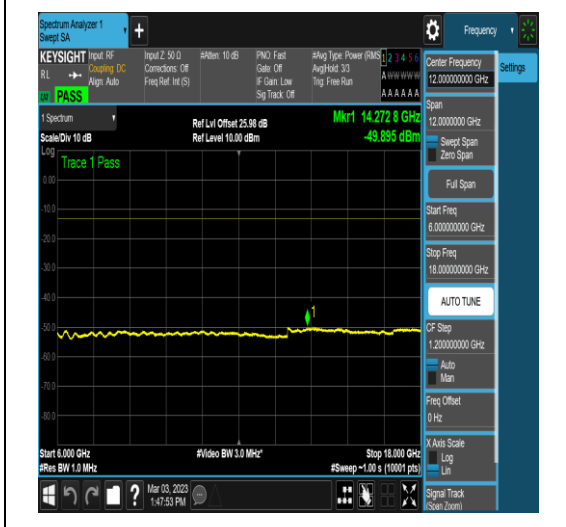 Spectrum Analyzer 1
Swept SA
+
Frequency
KEYSIGHT
Input: RF
Coupling: DC
Align: Auto
Input Z: 50 Ω
Corrections: Off
Freq Ref: Int (S)
#Atten: 10 dB
PNO: Fast
Gate: Off
IF Gain: Low
Sig Track: Off
#Avg Type: Power (RMS
Avg|Hold: 3/3
Trig: Free Run
1 2 3 4 5 6
A W W W W W
A A A A A A
R L
PASS
1 Spectrum
Scale/Div 10 dB
Ref Lvl Offset 25.98 dB
Ref Level 10.00 dBm
Mkr1 14.272 8 GHz
-49.895 dBm
Log
Trace 1 Pass
0.00
-10.0
-20.0
-30.0
-40.0
-50.0
-60.0
-70.0
-80.0
1
Start 6.000 GHz
#Res BW 1.0 MHz
#Video BW 3.0 MHz*
Stop 18.000 GHz
#Sweep ~1.00 s (10001 pts)
?
Mar 03, 2023
1:47:53 PM
Center Frequency
12.000000000 GHz
Settings
Span
12.0000000 GHz
Swept Span
Zero Span
Full Span
Start Freq
6.000000000 GHz
Stop Freq
18.000000000 GHz
AUTO TUNE
CF Step
1.200000000 GHz
Auto
Man
Freq Offset
0 Hz
X Axis Scale
Log
Lin
Signal Track
(Span Zoom)